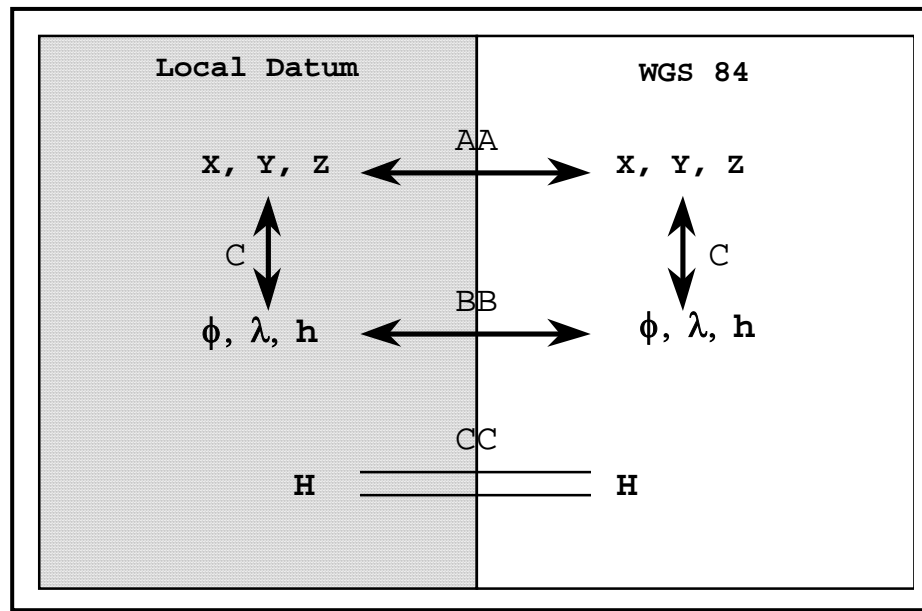 Local Datum
WGS 84
AA
X, Y, Z
X, Y, Z
C
C
BB
ϕ, λ, h
ϕ, λ, h
CC
H
H